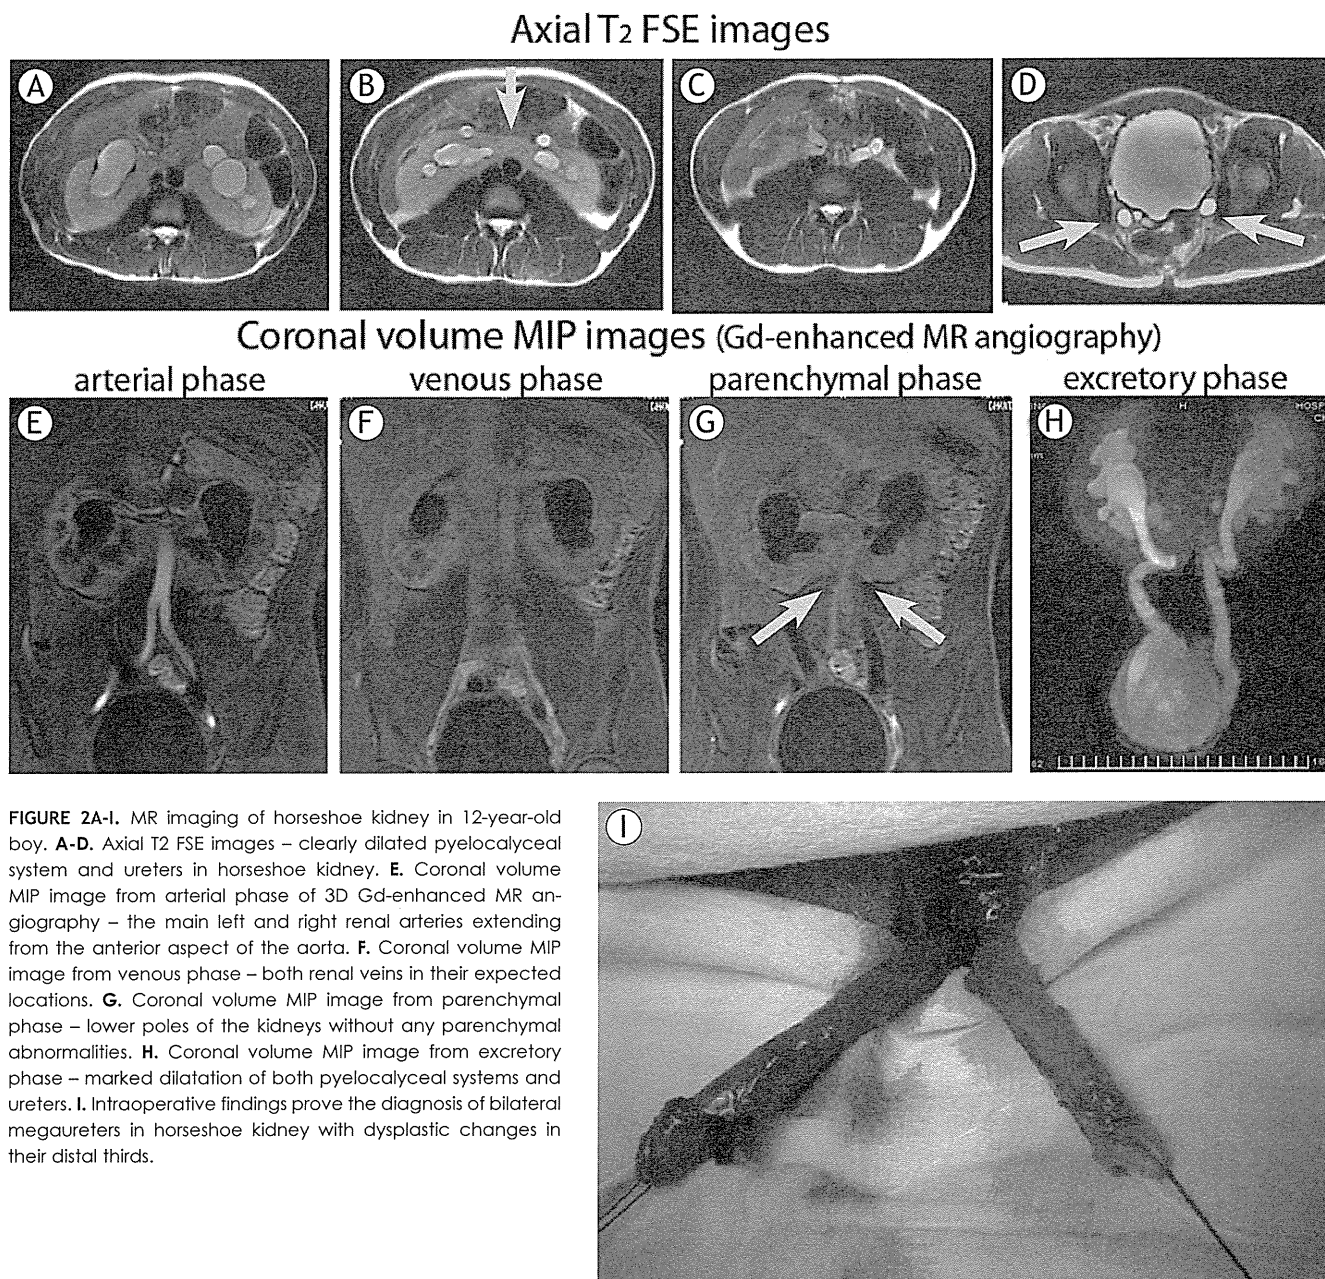 Axial T2 FSE images
A
B
C
D
Coronal volume MIP images (Gd-enhanced MR angiography)
arterial phase
venous phase
parenchymal phase
excretory phase
E
F
G
H
H
FIGURE 2A-I. MR imaging of horseshoe kidney in 12-year-old
boy. A-D. Axial T2 FSE images – clearly dilated pyelocalyceal
system and ureters in horseshoe kidney. E. Coronal volume
MIP image from arterial phase of 3D Gd-enhanced MR an-
giography – the main left and right renal arteries extending
from the anterior aspect of the aorta. F. Coronal volume MIP
image from venous phase – both renal veins in their expected
locations. G. Coronal volume MIP image from parenchymal
phase – lower poles of the kidneys without any parenchymal
abnormalities. H. Coronal volume MIP image from excretory
phase – marked dilatation of both pyelocalyceal systems and
ureters. I. Intraoperative findings prove the diagnosis of bilateral
megaureters in horseshoe kidney with dysplastic changes in
their distal thirds.
I